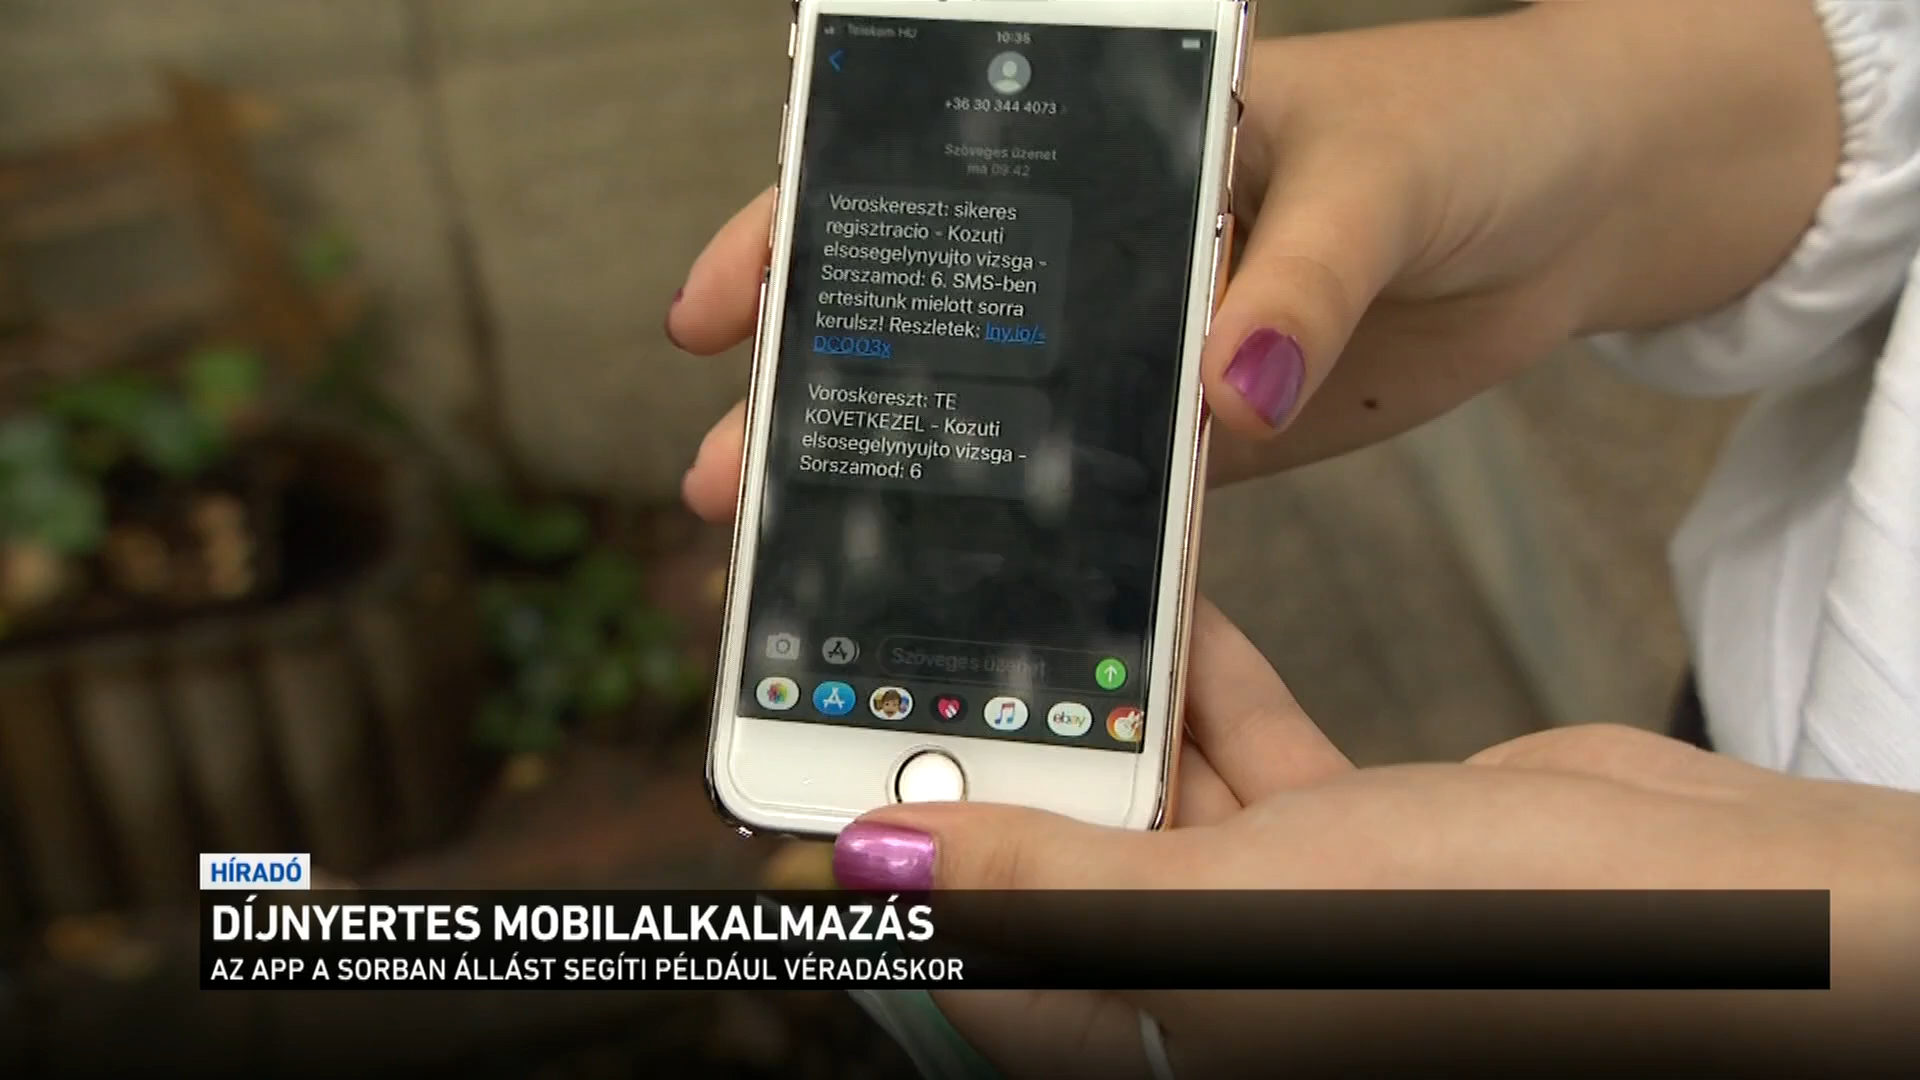 Telekom HU
10:35
+36 30 344 4073
Szöveges üzenet
ma 09:42
Voroskereszt: sikeres
regisztracio - Kozuti
elsosegelynyujto vizsga -
Sorszamod: 6. SMS-ben
ertesitunk mielott sorra
kerulsz! Reszletek: lny.io/-
DCOO3x
Voroskereszt: TE
KOVETKEZEL - Kozuti
elsosegelynyujto vizsga -
Sorszamod: 6
Szöveges üzenet
ebay
HÍRADÓ
DÍJNYERTES MOBILALKALMAZÁS
AZ APP A SORBAN ÁLLÁST SEGÍTI PÉLDÁUL VÉRADÁSKOR